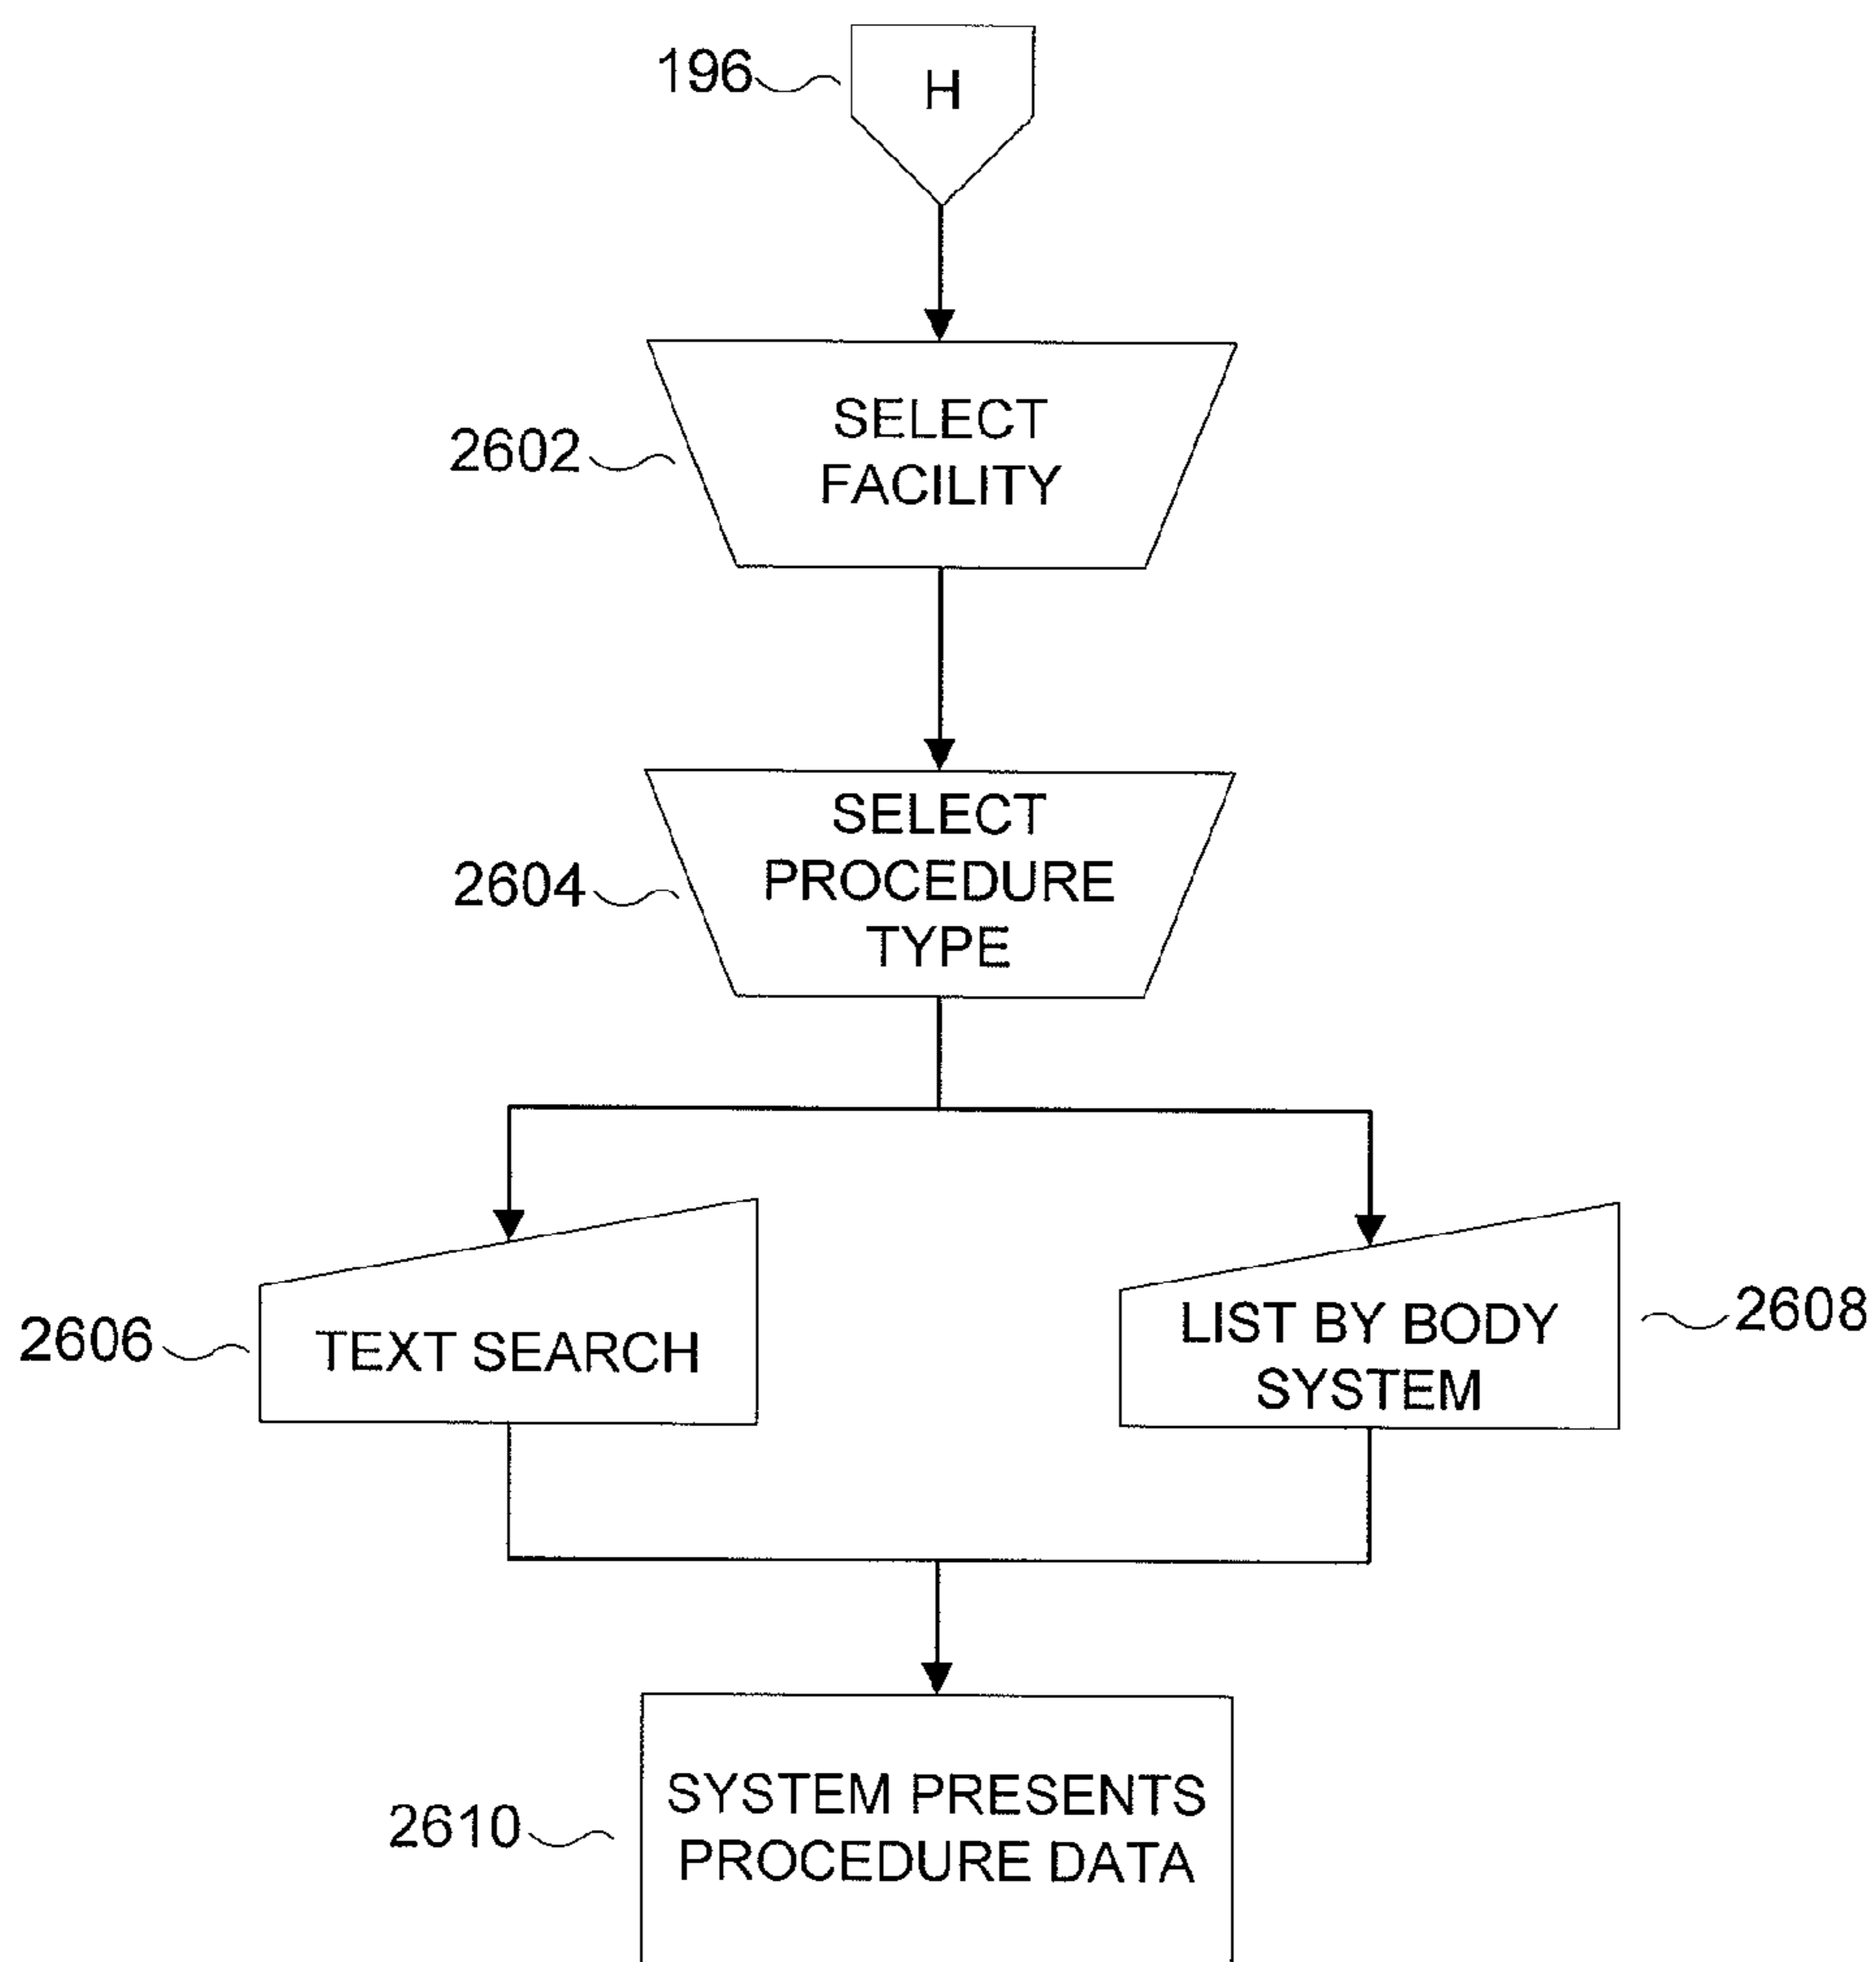 196
H
2602
SELECT
FACILITY
2604
SELECT
PROCEDURE
TYPE
2606
TEXT SEARCH
LIST BY BODY
SYSTEM
2608
2610
SYSTEM PRESENTS
PROCEDURE DATA